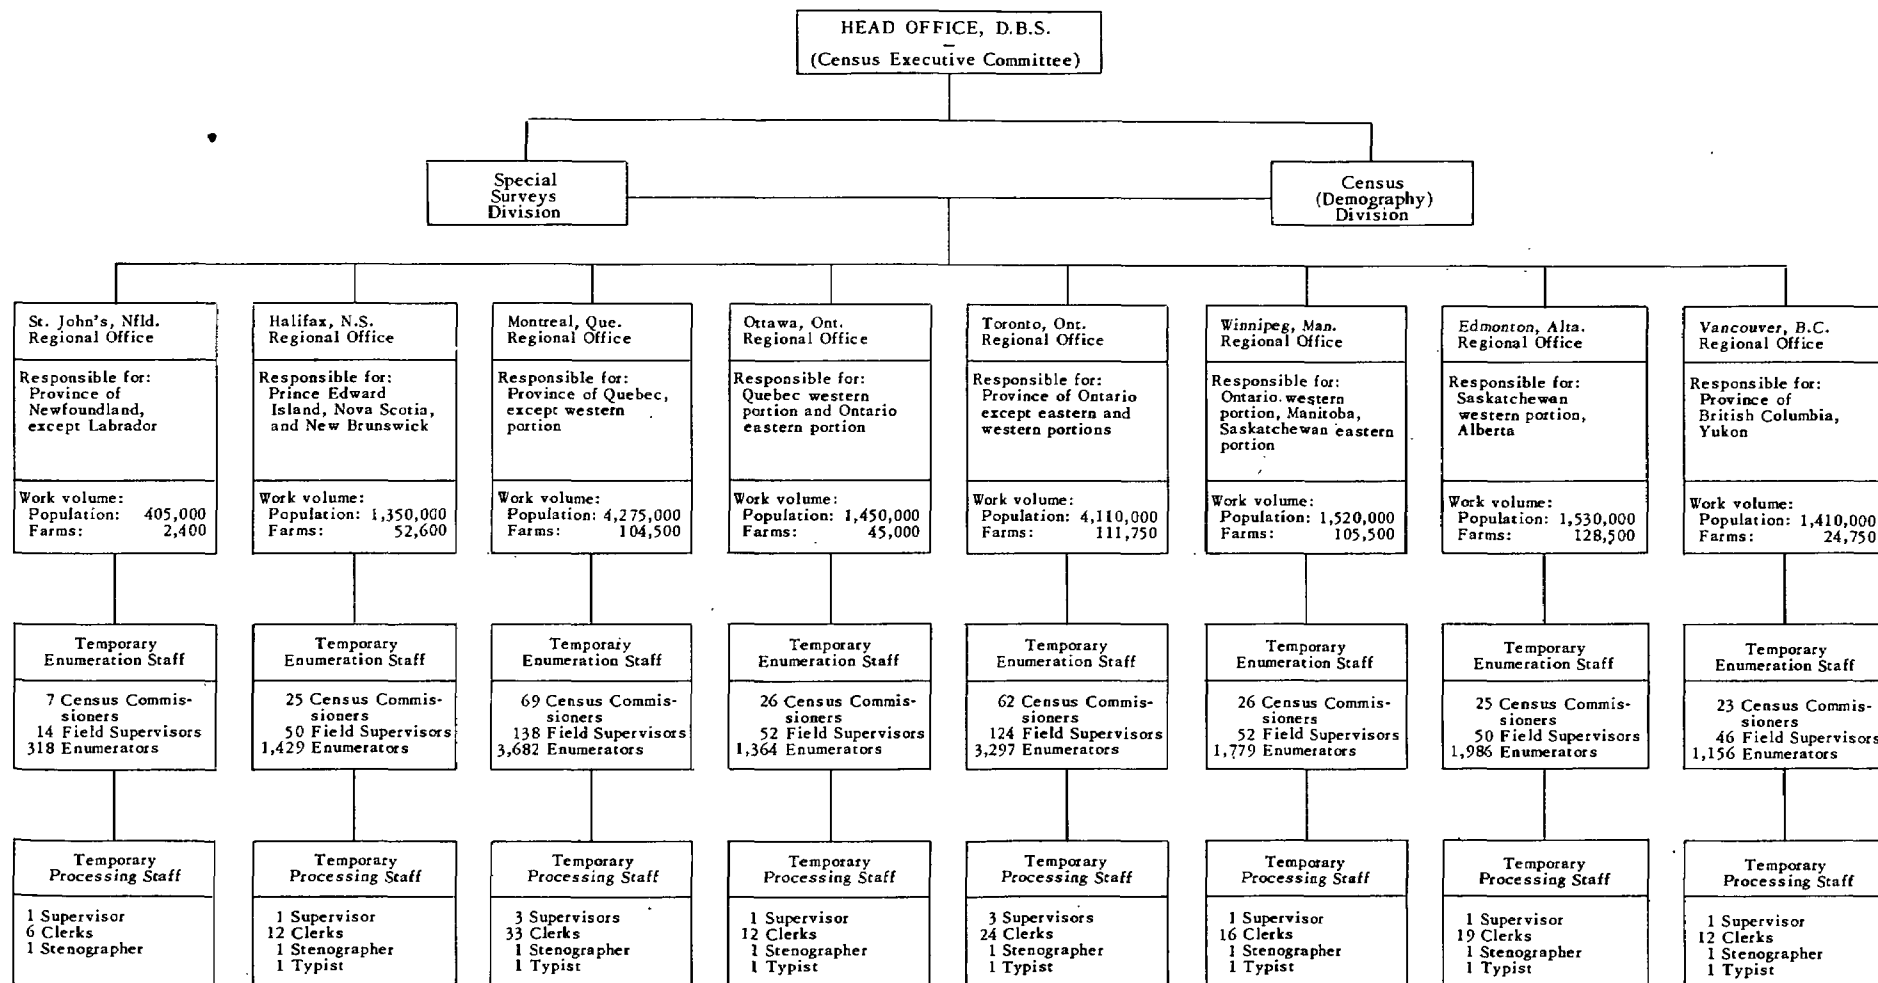 HEAD OFFICE, D.B.S.
—
(Census Executive Committee)
Special
Surveys
Division
Census
(Demography)
Division
St. John's, Nfld.
Regional Office
Responsible for:
Province of
Newfoundland,
except Labrador
Work volume:
Population: 405,000
Farms: 2,400
Temporary
Enumeration Staff
7 Census Commis-
sioners
14 Field Supervisors
318 Enumerators
Temporary
Processing Staff
1 Supervisor
6 Clerks
1 Stenographer
Halifax, N.S.
Regional Office
Responsible for:
Prince Edward
Island, Nova Scotia,
and New Brunswick
Work volume:
Population: 1,350,000
Farms: 52,600
Temporary
Enumeration Staff
25 Census Commis-
sioners
50 Field Supervisors
1,429 Enumerators
Temporary
Processing Staff
1 Supervisor
12 Clerks
1 Stenographer
1 Typist
Montreal, Que.
Regional Office
Responsible for:
Province of Quebec,
except western
portion
Work volume:
Population: 4,275,000
Farms: 104,500
Temporary
Enumeration Staff
69 Census Commis-
sioners
138 Field Supervisors
3,682 Enumerators
Temporary
Processing Staff
3 Supervisors
33 Clerks
1 Stenographer
1 Typist
Ottawa, Ont.
Regional Office
Responsible for:
Quebec western
portion and Ontario
eastern portion
Work volume:
Population: 1,450,000
Farms: 45,000
Temporary
Enumeration Staff
26 Census Commis-
sioners
52 Field Supervisors
1,364 Enumerators
Temporary
Processing Staff
1 Supervisor
12 Clerks
1 Stenographer
1 Typist
Toronto, Ont.
Regional Office
Responsible for:
Province of Ontario
except eastern and
western portions
Work volume:
Population: 4,110,000
Farms: 111,750
Temporary
Enumeration Staff
62 Census Commis-
sioners
124 Field Supervisors
3,297 Enumerators
Temporary
Processing Staff
3 Supervisors
24 Clerks
1 Stenographer
1 Typist
Winnipeg, Man.
Regional Office
Responsible for:
Ontario western
portion, Manitoba,
Saskatchewan eastern
portion
Work volume:
Population: 1,520,000
Farms: 105,500
Temporary
Enumeration Staff
26 Census Commis-
sioners
52 Field Supervisors
1,779 Enumerators
Temporary
Processing Staff
1 Supervisor
16 Clerks
1 Stenographer
1 Typist
Edmonton, Alta.
Regional Office
Responsible for:
Saskatchewan
western portion,
Alberta
Work volume:
Population: 1,530,000
Farms: 128,500
Temporary
Enumeration Staff
25 Census Commis-
sioners
50 Field Supervisors
1,986 Enumerators
Temporary
Processing Staff
1 Supervisor
19 Clerks
1 Stenographer
1 Typist
Vancouver, B.C.
Regional Office
Responsible for:
Province of
British Columbia,
Yukon
Work volume:
Population: 1,410,000
Farms: 24,750
Temporary
Enumeration Staff
23 Census Commis-
sioners
46 Field Supervisors
1,156 Enumerators
Temporary
Processing Staff
1 Supervisor
12 Clerks
1 Stenographer
1 Typist